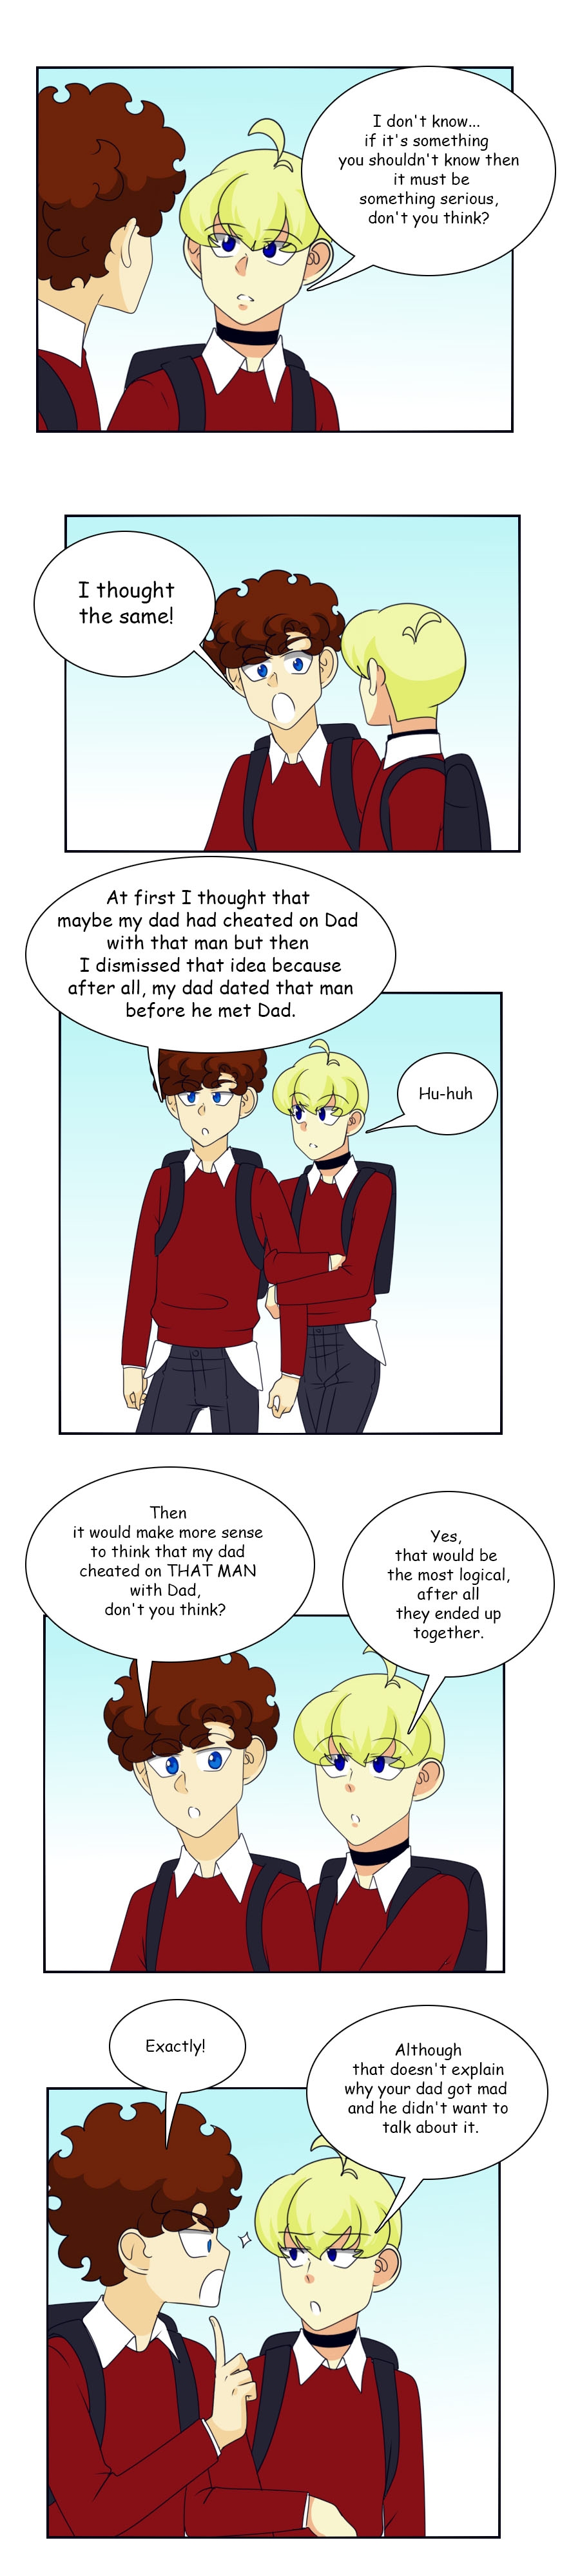 I don't know...
if it's something
you shouldn't know then
it must be
something serious,
don't you think?
I thought
the same!
At first I thought that
maybe my dad had cheated on Dad
with that man but then
I dismissed that idea because
after all, my dad dated that man
before he met Dad.
Hu-huh
Then
it would make more sense
to think that my dad
cheated on THAT MAN
with Dad,
don't you think?
Yes,
that would be
the most logical,
after all
they ended up
together.
Exactly!
Although
that doesn't explain
why your dad got mad
and he didn't want to
talk about it.